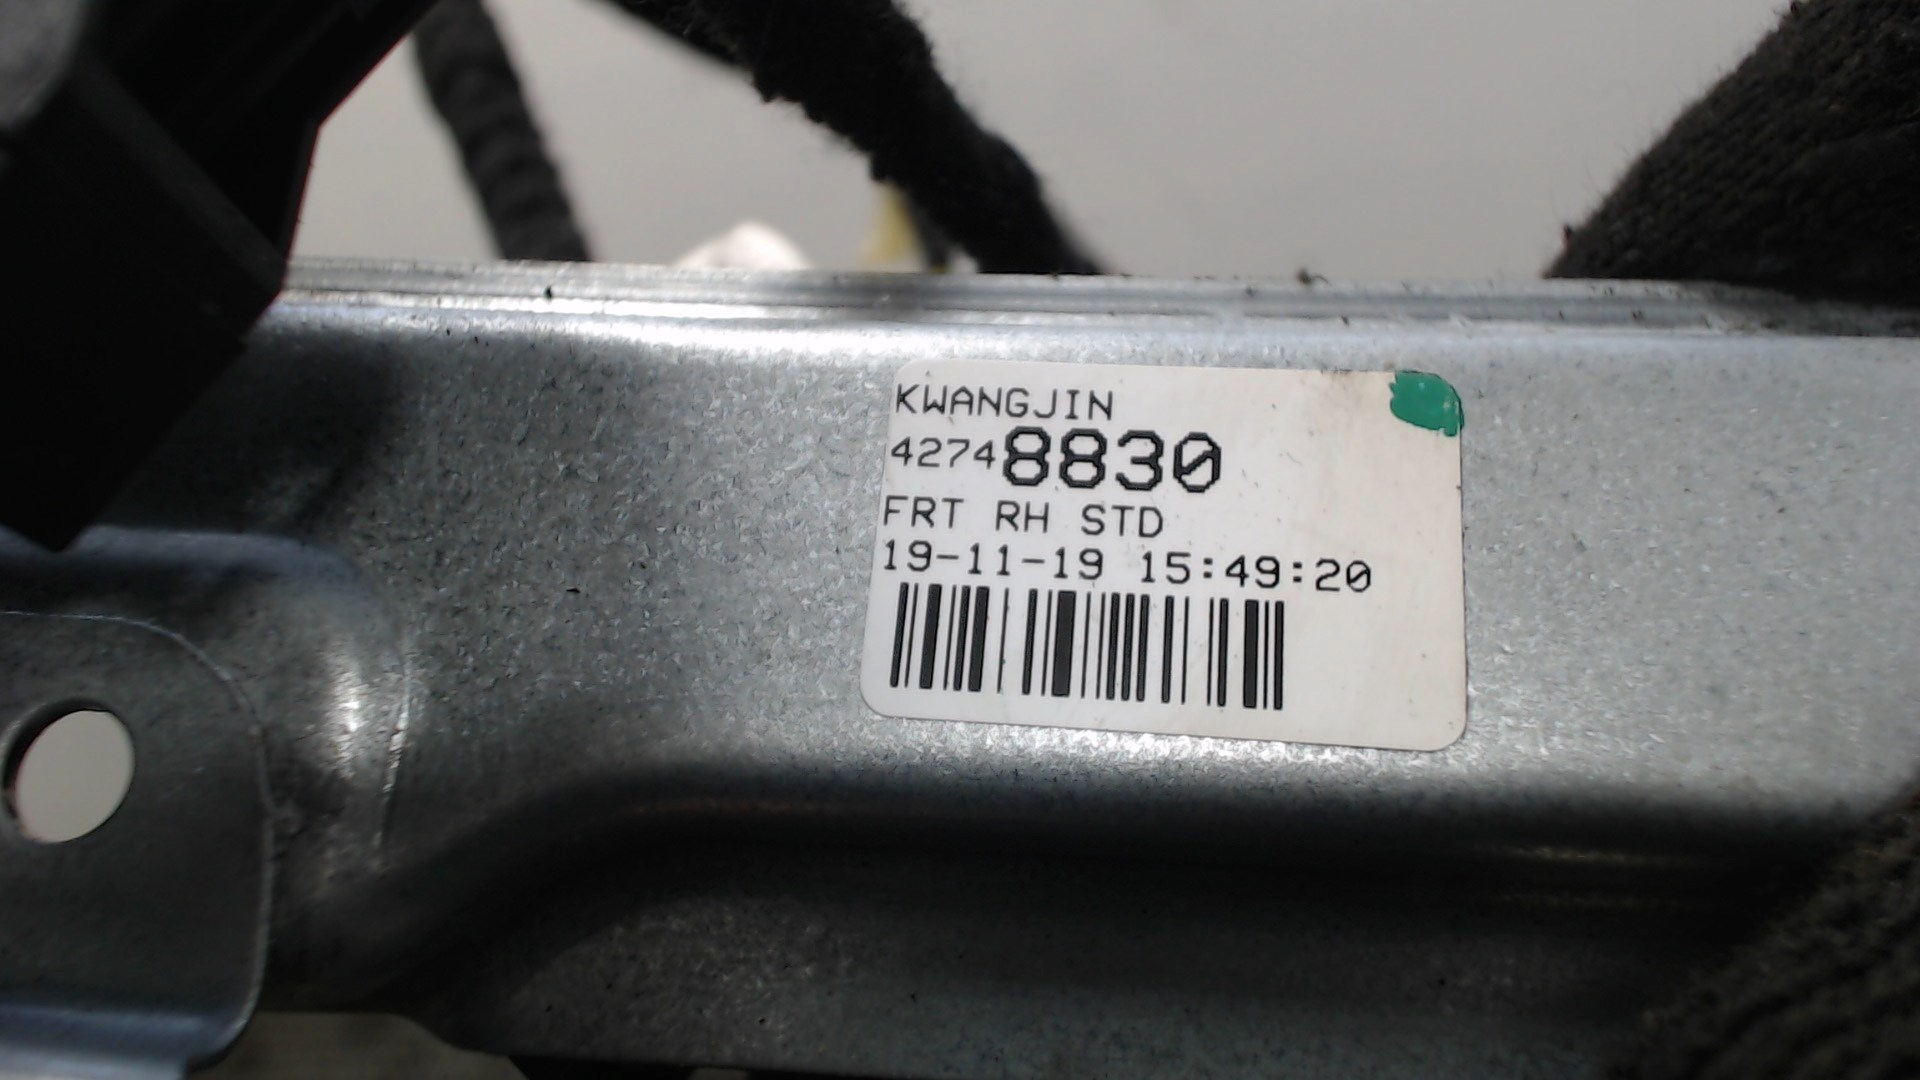 KWANGJIN
42748830
FRT RH STD
19-11-19 15:49:20